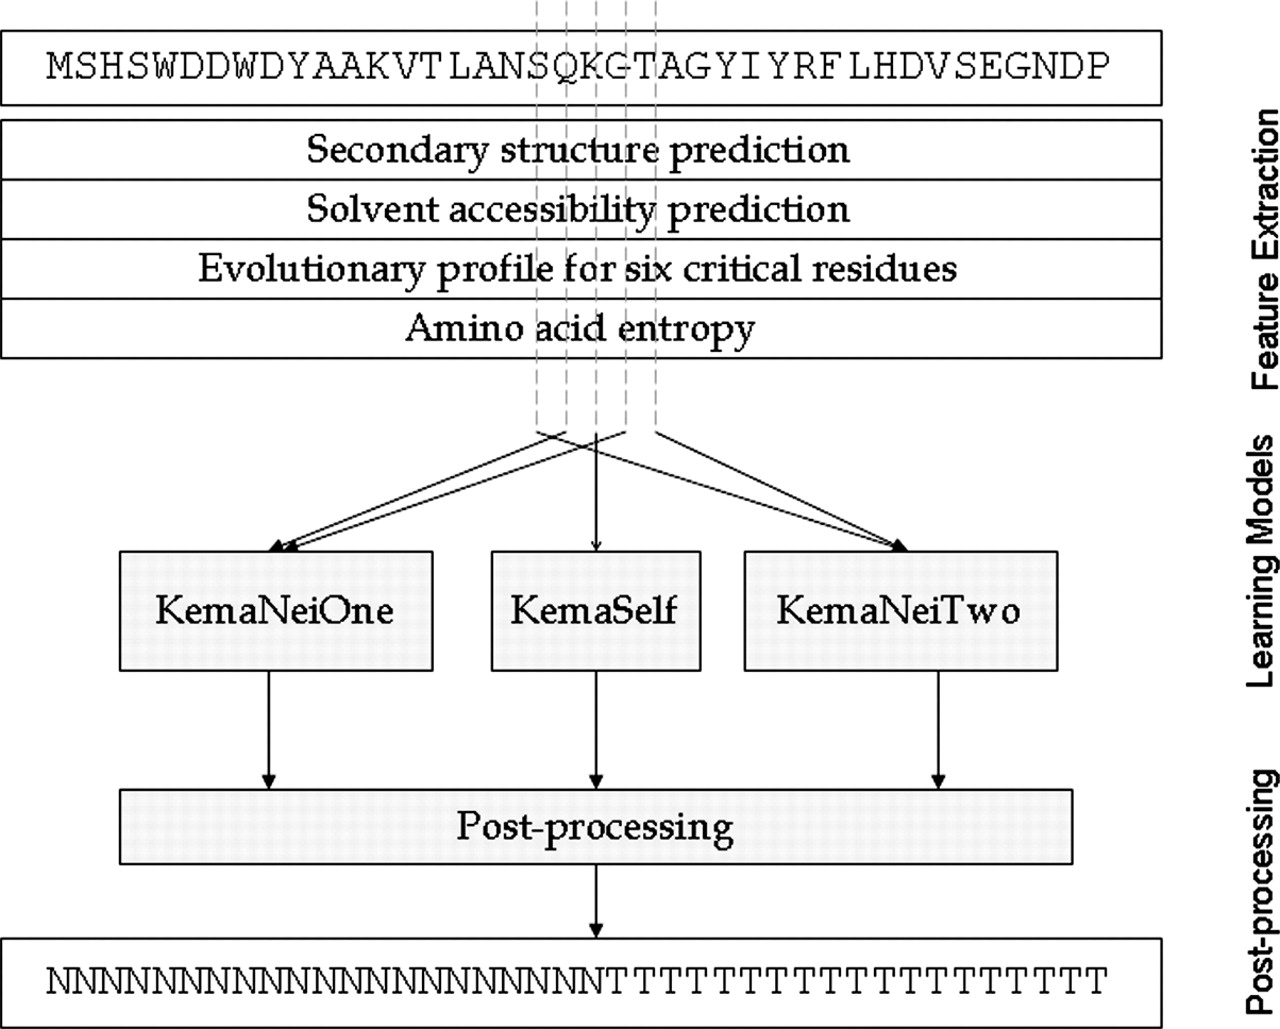 MSHSWDDWDYAAKVTLANSQKGTAGYIYRFLHDVSEGNDP
Secondary structure prediction
Solvent accessibility prediction
Evolutionary profile for six critical residues
Amino acid entropy
Feature Extraction
KemaNeiOne
KemaSelf
KemaNeiTwo
Learning Models
Post-processing
NNNNNNNNNNNNNNNNNNNNNTTTTTTTTTTTTTTTTTTT
Post-processing